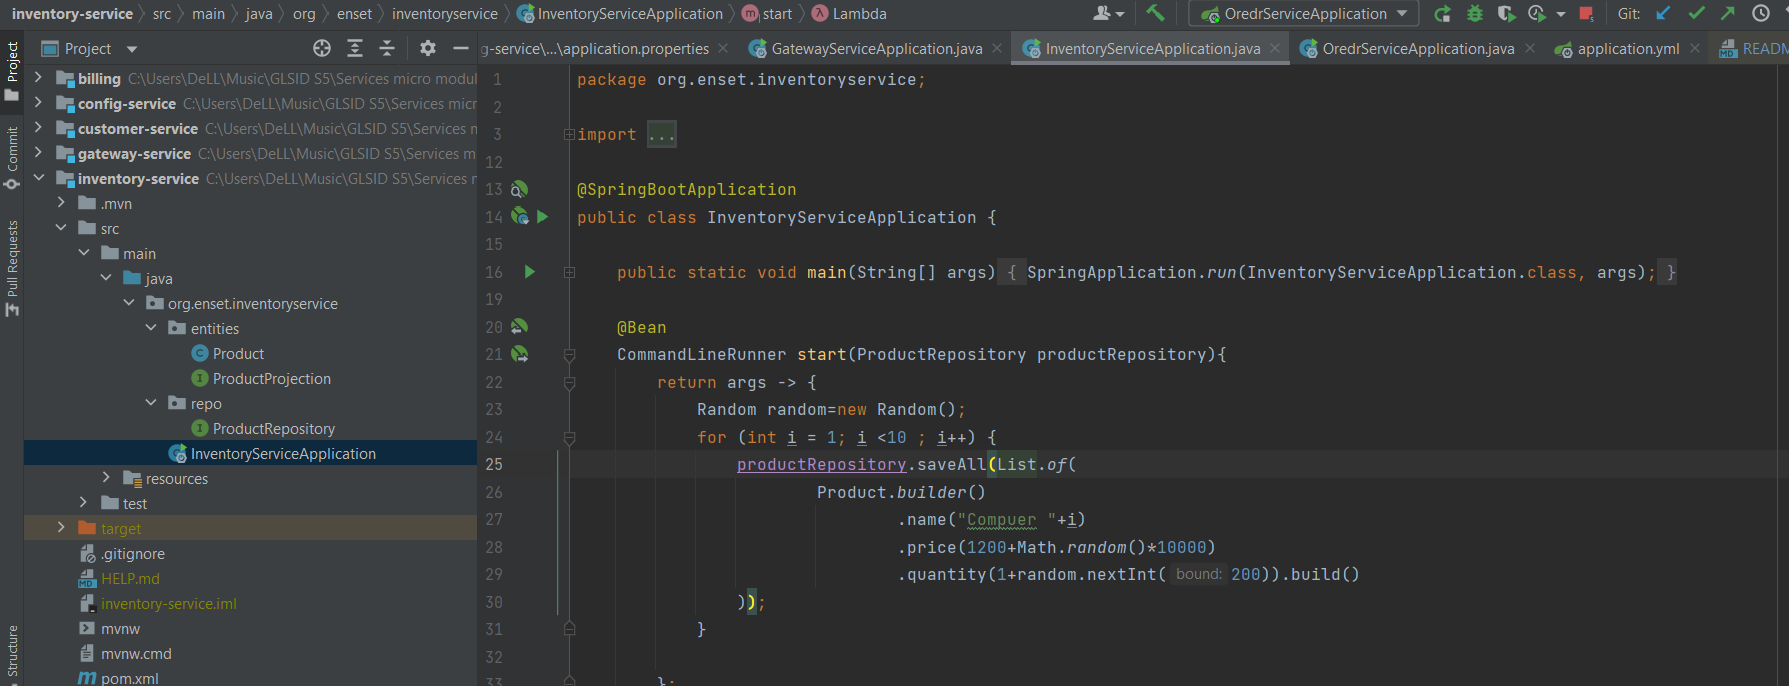 inventory-service src main java org enset inventoryservice InventoryServiceApplication start Lambda OredrServiceApplication Git:
Project
g-service\...\application.properties GatewayServiceApplication.java InventoryServiceApplication.java OredrServiceApplication.java application.yml READM
Project
Commit
Pull Requests
Structure
billing C:\Users\DeLL\Music\GLSID S5\Services micro modul
config-service C:\Users\DeLL\Music\GLSID S5\Services micr
customer-service C:\Users\DeLL\Music\GLSID S5\Services n
gateway-service C:\Users\DeLL\Music\GLSID S5\Services m
inventory-service C:\Users\DeLL\Music\GLSID S5\Services n
.mvn
src
main
java
org.enset.inventoryservice
entities
Product
ProductProjection
repo
ProductRepository
InventoryServiceApplication
resources
test
target
.gitignore
HELP.md
inventory-service.iml
mvnw
mvnw.cmd
pom.xml
1 package org.enset.inventoryservice;
2
3 import ...
12
13 @SpringBootApplication
14 public class InventoryServiceApplication {
15
16 public static void main(String[] args) { SpringApplication.run(InventoryServiceApplication.class, args); }
19
20 @Bean
21 CommandLineRunner start(ProductRepository productRepository){
22 return args -> {
23 Random random=new Random();
24 for (int i = 1; i <10 ; i++) {
25 productRepository.saveAll(List.of(
26 Product.builder()
27 .name("Compuer "+i)
28 .price(1200+Math.random()*10000)
29 .quantity(1+random.nextInt( bound: 200)).build()
30 ));
31 }
32
33 };